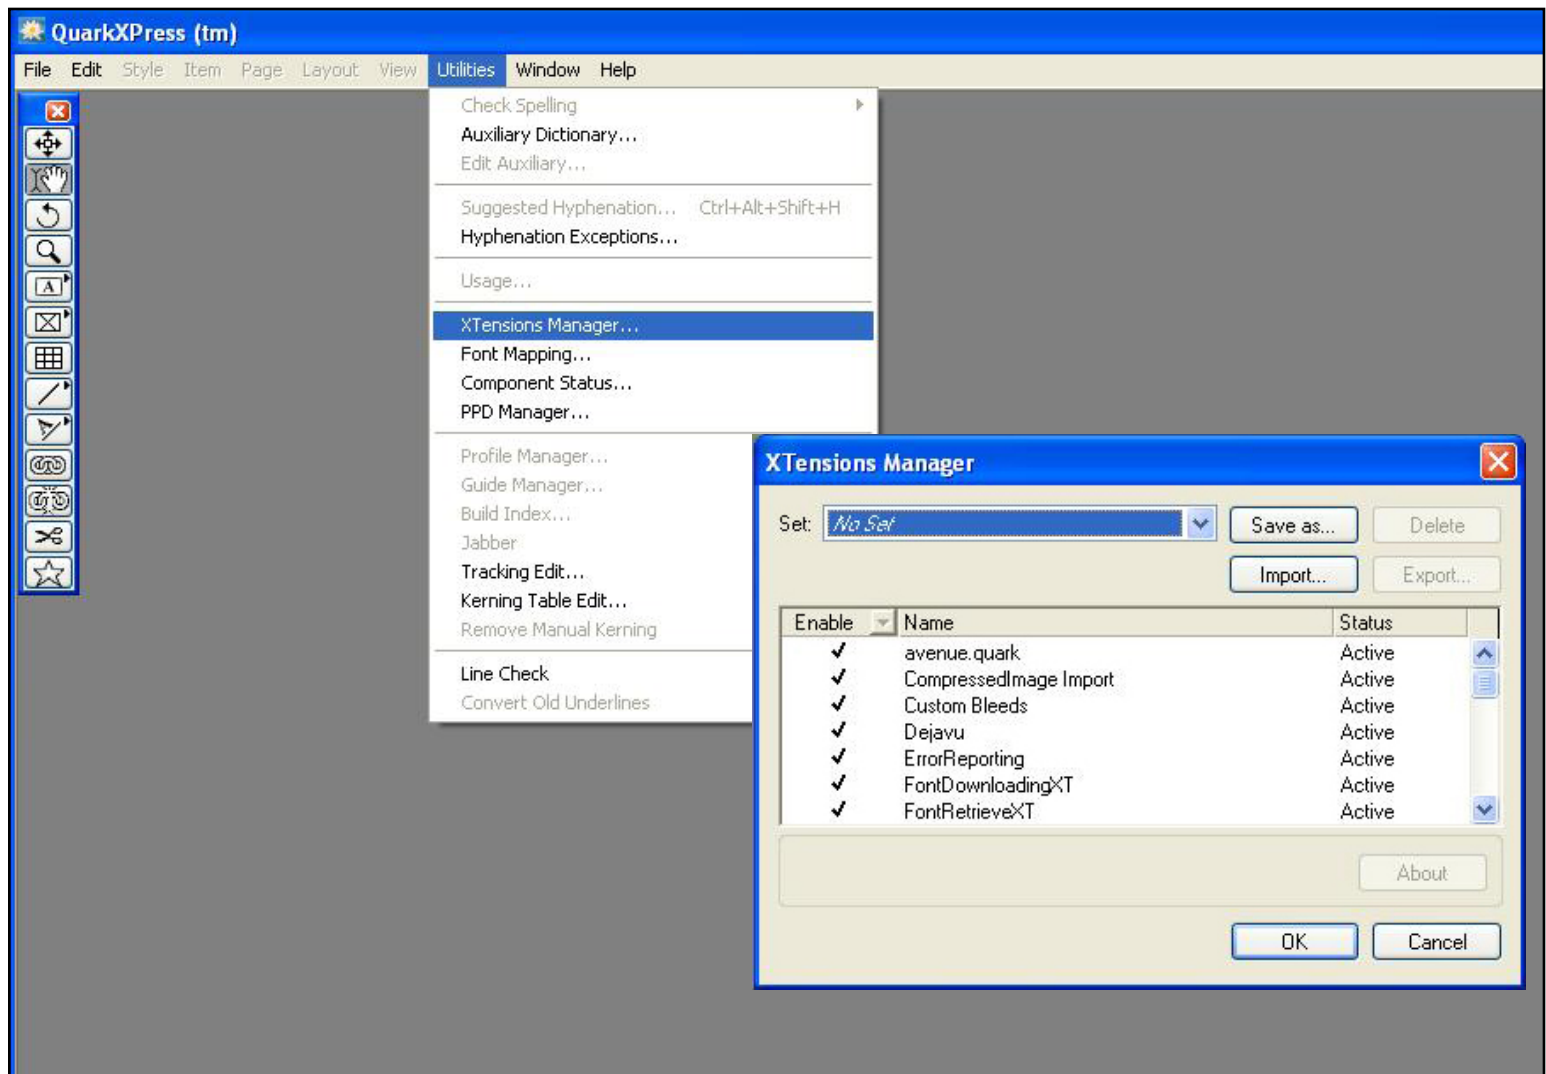 QuarkXPress (tm)
File Edit Style Item Page Layout View Utilities Window Help
Check Spelling
Auxiliary Dictionary...
Edit Auxiliary...
Suggested Hyphenation... Ctrl+Alt+Shift+H
Hyphenation Exceptions...
Usage...
XTensions Manager...
Font Mapping...
Component Status...
PPD Manager...
Profile Manager...
Guide Manager...
Build Index...
Jabber
Tracking Edit...
Kerning Table Edit...
Remove Manual Kerning
Line Check
Convert Old Underlines
XTensions Manager
Set: No Set Save as... Delete
Import... Export...
Enable Name Status
avenue.quark Active
CompressedImage Import Active
Custom Bleeds Active
Dejavu Active
ErrorReporting Active
FontDownloadingXT Active
FontRetrieveXT Active
About
OK Cancel